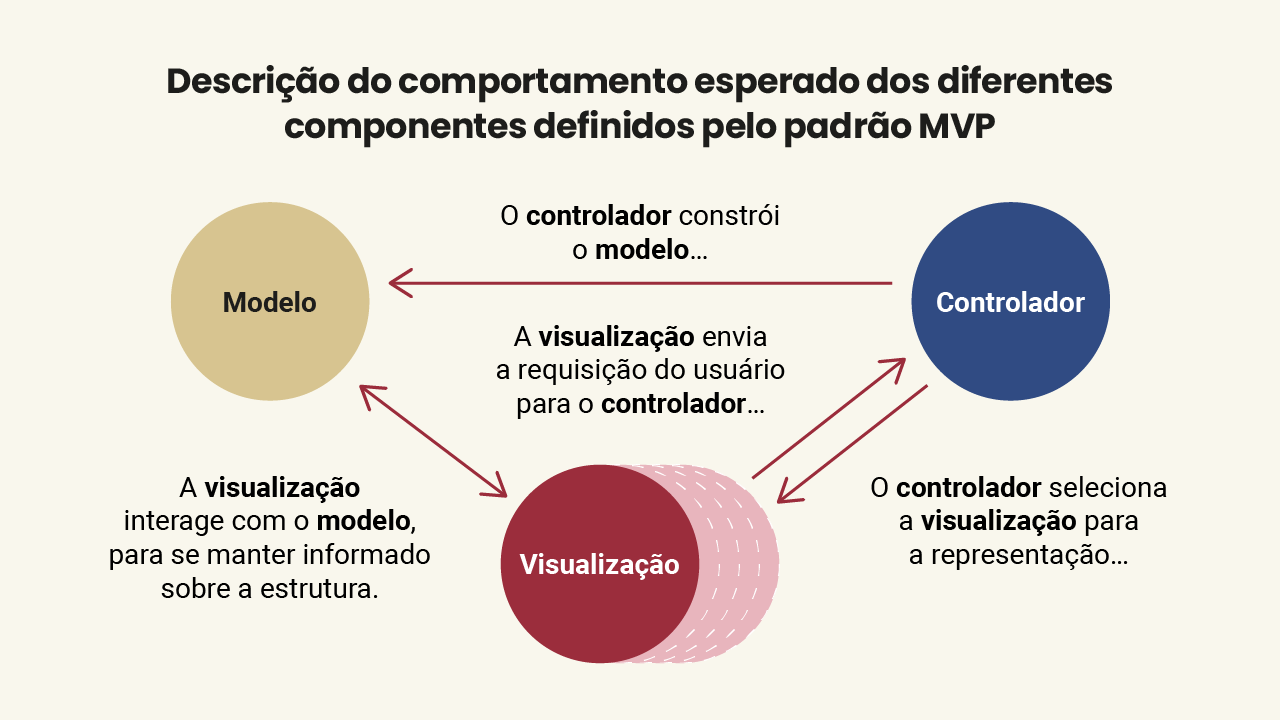 Descrição do comportamento esperado dos diferentes
componentes definidos pelo padrão MVP
O controlador constrói
o modelo...
Modelo
Controlador
A visualização envia
a requisição do usuário
para o controlador...
A visualização
interage com o modelo,
para se manter informado
sobre a estrutura.
Visualização
O controlador seleciona
a visualização para
a representação...